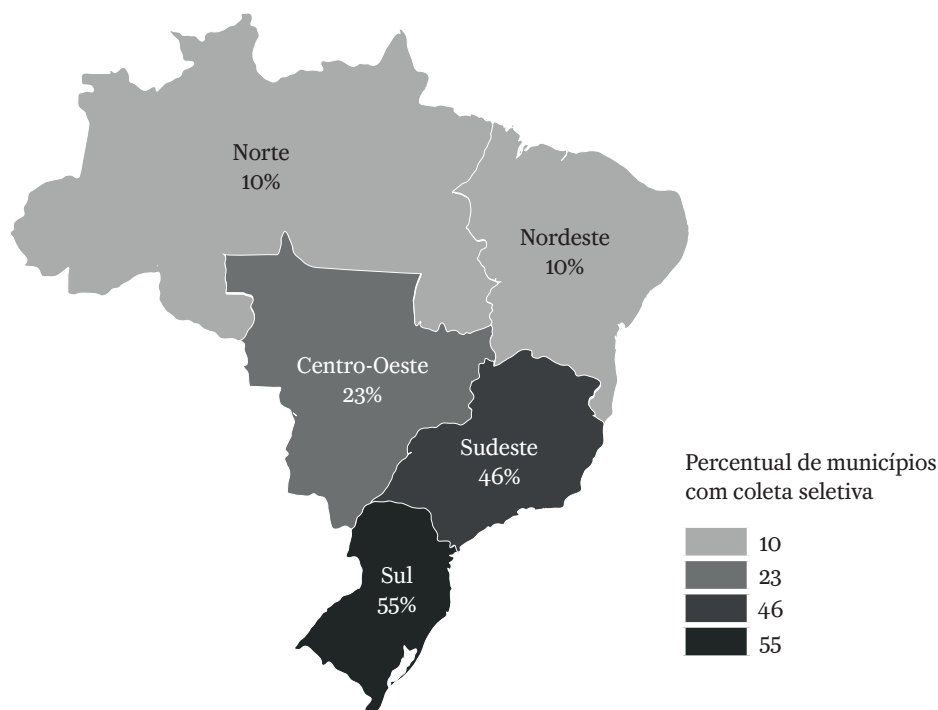 Norte
10%
Nordeste
10%
Centro-Oeste
23%
Sudeste
46%
Sul
55%
Percentual de municípios
com coleta seletiva
10
23
46
55